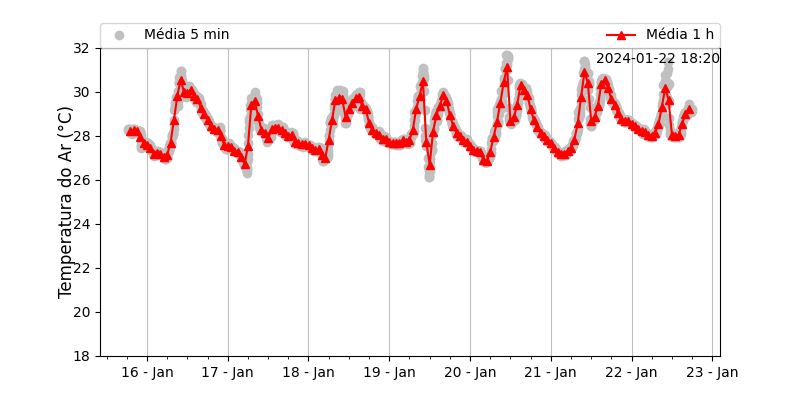 Média 5 min
Média 1 h
2024-01-22 18:20
Temperatura do Ar (°C)
32
30
28
26
24
22
20
18
16 - Jan
17 - Jan
18 - Jan
19 - Jan
20 - Jan
21 - Jan
22 - Jan
23 - Jan